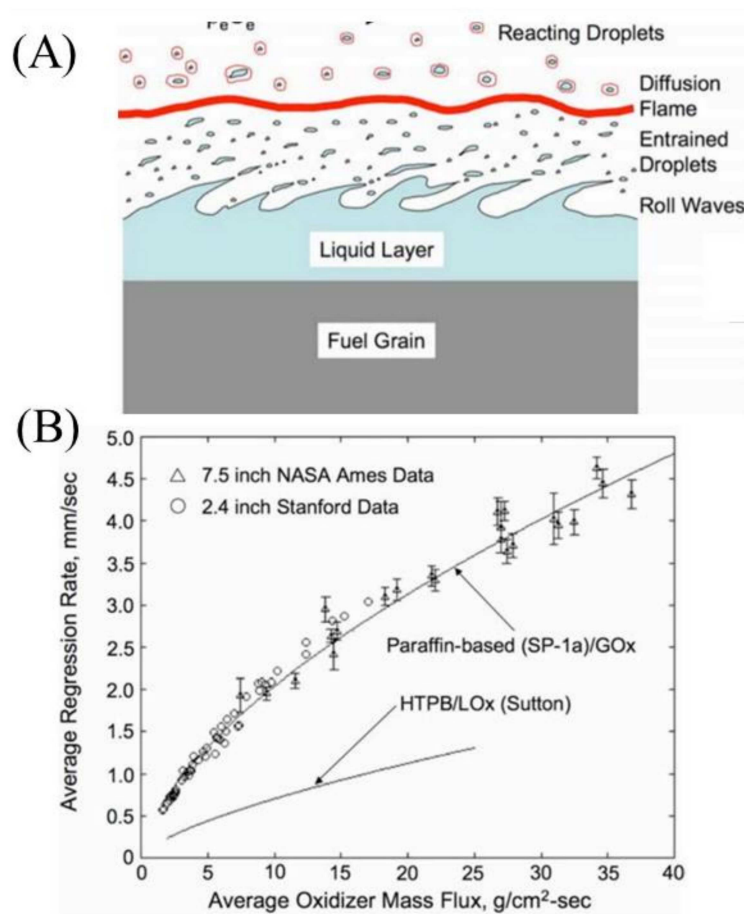 (A)
Reacting Droplets
Diffusion
Flame
Entrained
Droplets
Roll Waves
Liquid Layer
Fuel Grain
(B)
5.0
4.5
4.0
3.5
3.0
2.5
2.0
1.5
1.0
0.5
0
Average Regression Rate, mm/sec
7.5 inch NASA Ames Data
2.4 inch Stanford Data
Paraffin-based (SP-1a)/GOx
HTPB/LOx (Sutton)
0 5 10 15 20 25 30 35 40
Average Oxidizer Mass Flux, g/cm²-sec